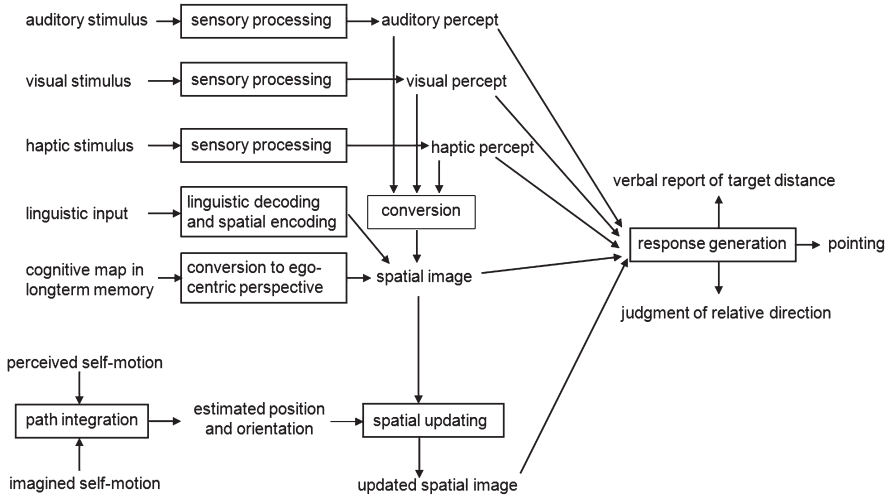 auditory stimulus
sensory processing
auditory percept
visual stimulus
sensory processing
visual percept
haptic stimulus
sensory processing
haptic percept
verbal report of target distance
linguistic input
linguistic decoding
and spatial encoding
conversion
response generation
pointing
cognitive map in
longterm memory
conversion to ego-
centric perspective
spatial image
judgment of relative direction
perceived self-motion
path integration
estimated position
and orientation
spatial updating
imagined self-motion
updated spatial image